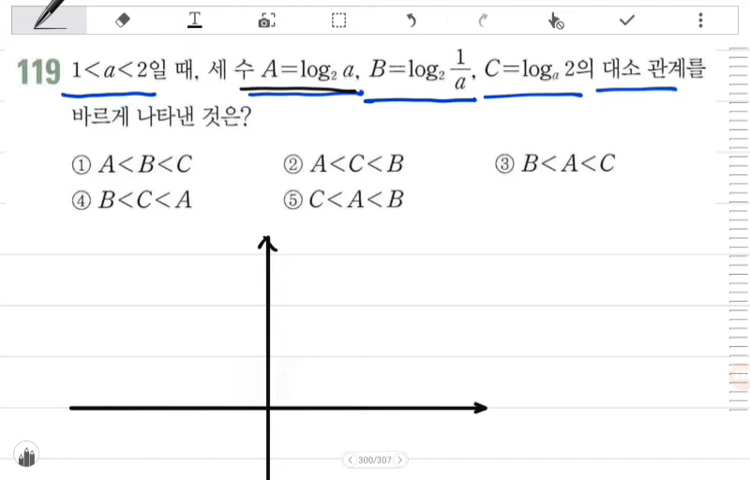 119 1<a<2일 때, 세 수 A=log₂ a, B=log₂ 1/a, C=logₐ 2의 대소 관계를
바르게 나타낸 것은?
① A<B<C ② A<C<B ③ B<A<C
④ B<C<A ⑤ C<A<B
300/307